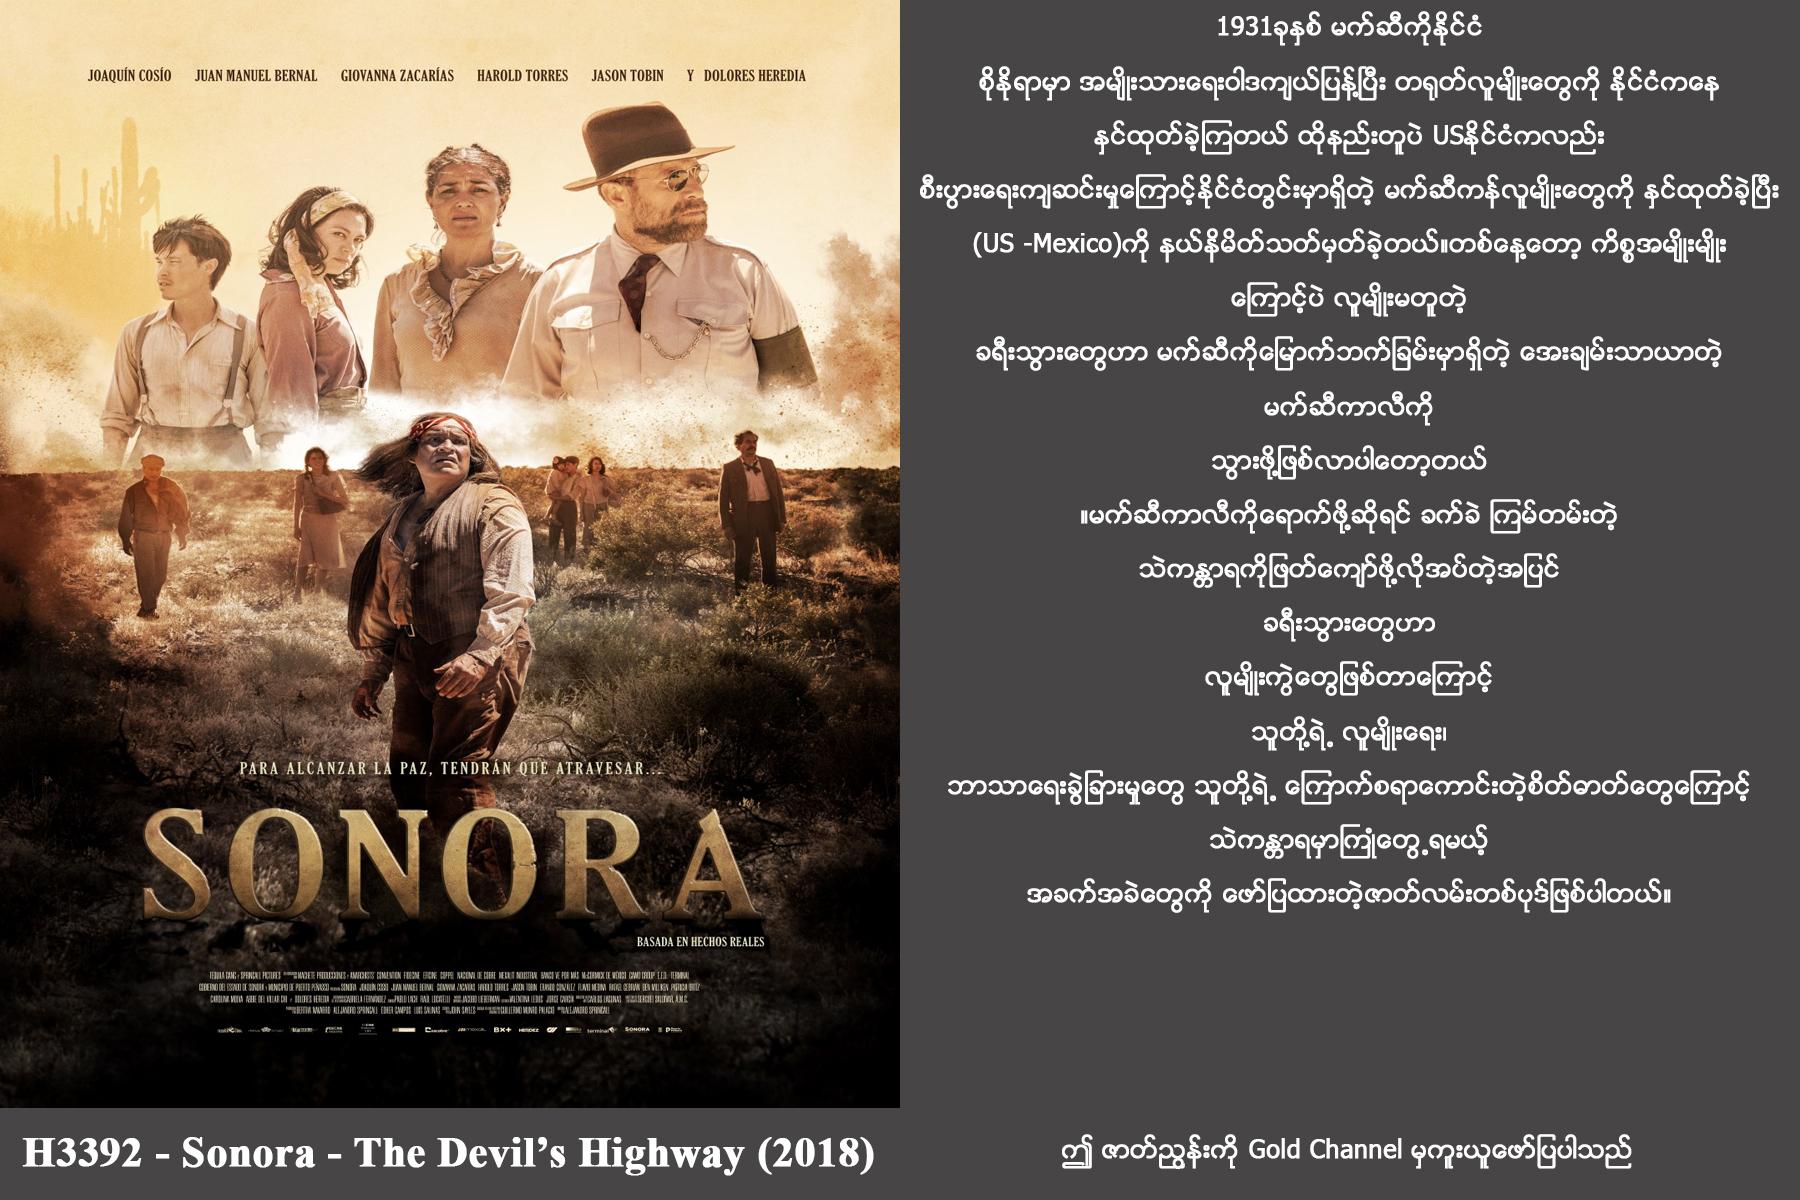 JOAQUÍN COSÍO JUAN MANUEL BERNAL GIOVANNA ZACARÍAS HAROLD TORRES JASON TOBIN Y DOLORES HEREDIA
PARA ALCANZAR LA PAZ, TENDRÁN QUE ATRAVESAR...
SONORA
BASADA EN HECHOS REALES
H3392 - Sonora - The Devil’s Highway (2018)
1931ခုနှစ် မက်ဆီကိုနိုင်ငံ
စိုနိုရာမှာ အမျိုးသားရေးဝါဒကျယ်ပြန့်ပြီး တရုတ်လူမျိုးတွေကို နိုင်ငံကနေ
နှင်ထုတ်ခဲ့ကြတယ် ထိုနည်းတူပဲ USနိုင်ငံကလည်း
စီးပွားရေးကျဆင်းမှုကြောင့်နိုင်ငံတွင်းမှာရှိတဲ့ မက်ဆီကန်လူမျိုးတွေကို နှင်ထုတ်ခဲ့ပြီး
(US -Mexico)ကို နယ်နိမိတ်သတ်မှတ်ခဲ့တယ်။တစ်နေ့တော့ ကိစ္စအမျိုးမျိုး
ကြောင့်ပဲ လူမျိုးမတူတဲ့
ခရီးသွားတွေဟာ မက်ဆီကိုမြောက်ဘက်ခြမ်းမှာရှိတဲ့ အေးချမ်းသာယာတဲ့
မက်ဆီကာလီကို
သွားဖို့ဖြစ်လာပါတော့တယ်
။မက်ဆီကာလီကိုရောက်ဖို့ဆိုရင် ခက်ခဲ ကြမ်တမ်းတဲ့
သဲကန္တာရကိုဖြတ်ကျော်ဖို့လိုအပ်တဲ့အပြင်
ခရီးသွားတွေဟာ
လူမျိုးကွဲတွေဖြစ်တာကြောင့်
သူတို့ရဲ့ လူမျိုးရေး၊
ဘာသာရေးခွဲခြားမှုတွေ သူတို့ရဲ့ ကြောက်စရာကောင်းတဲ့စိတ်ဓာတ်တွေကြောင့်
သဲကန္တာရမှာကြုံတွေ့ရမယ့်
အခက်အခဲတွေကို ဖော်ပြထားတဲ့ဇာတ်လမ်းတစ်ပုဒ်ဖြစ်ပါတယ်။
ဤ ဇာတ်ညွှန်းကို Gold Channel မှကူးယူဖော်ပြပါသည်